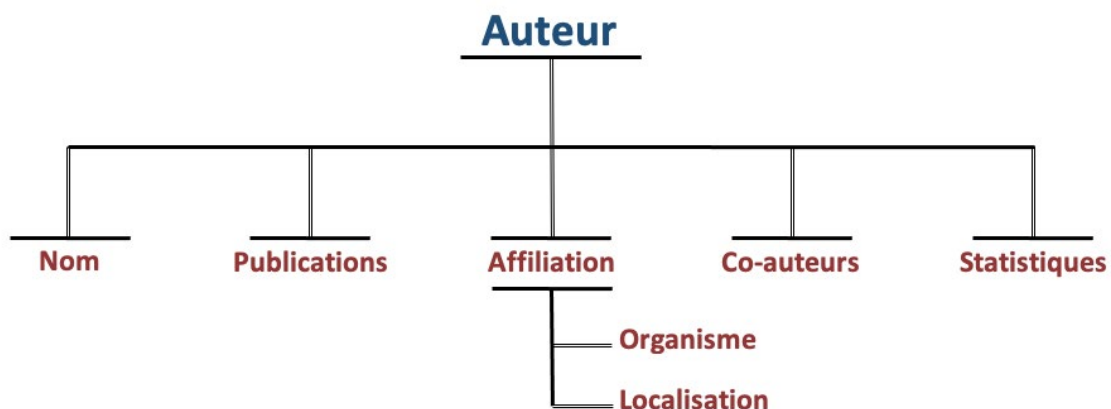 Auteur
Nom Publications Affiliation Co-auteurs Statistiques
Organisme
Localisation